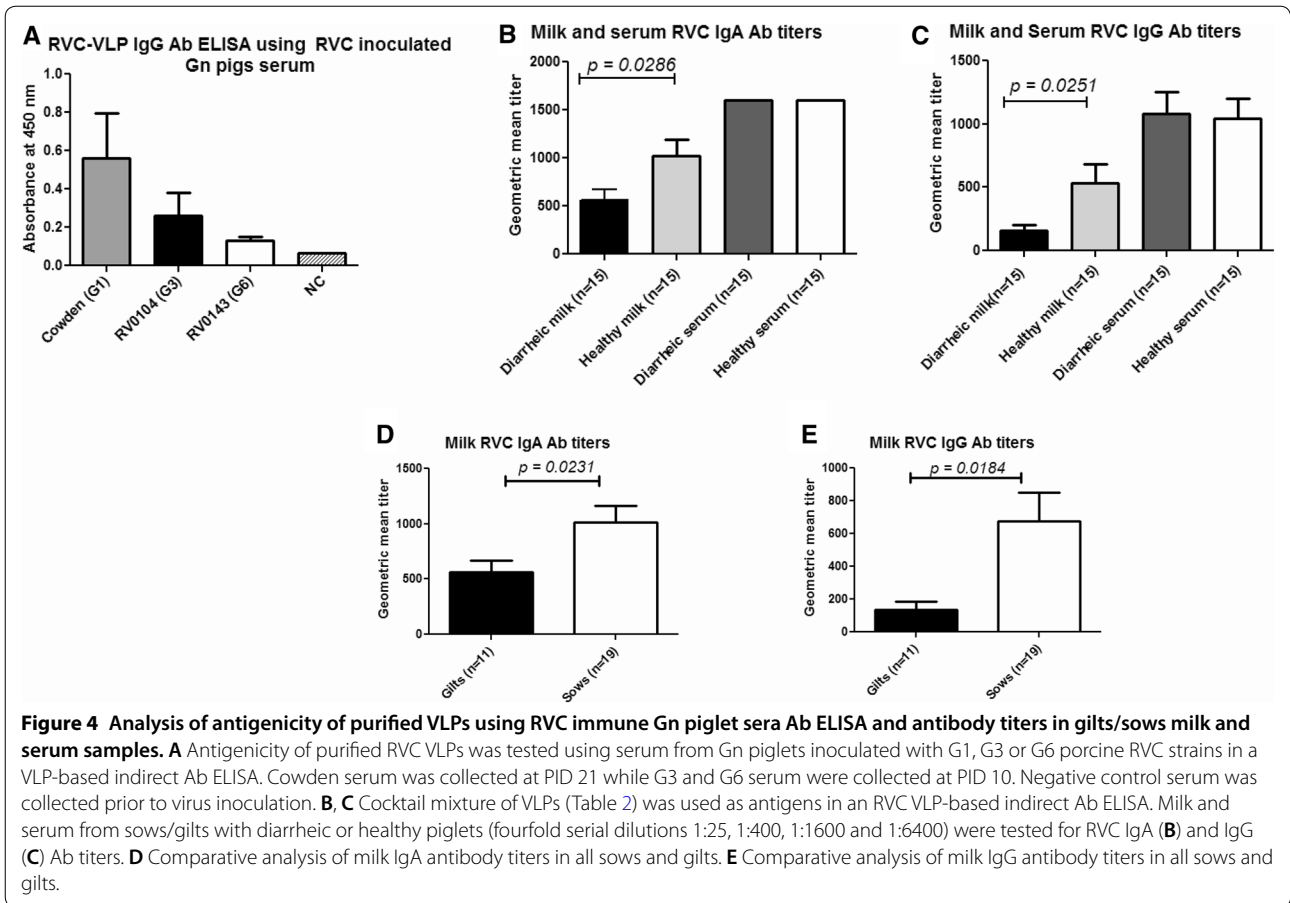 A
RVC-VLP IgG Ab ELISA using RVC inoculated
Gn pigs serum
Absorbance at 450 nm
1.0
0.8
0.6
0.4
0.2
0.0
Cowden (G1)
RV0104 (G3)
RV0143 (G6)
NC
B
Milk and serum RVC IgA Ab titers
p = 0.0286
Geometric mean titer
2000
1500
1000
500
0
Diarrheic milk (n=15)
Healthy milk (n=15)
Diarrheic serum (n=15)
Healthy serum (n=15)
C
Milk and Serum RVC IgG Ab titers
p = 0.0251
Geometric mean titer
1500
1000
500
0
Diarrheic milk(n=15)
Healthy milk (n=15)
Diarrheic serum (n=15)
Healthy serum (n=15)
D
Milk RVC IgA Ab titers
p = 0.0231
Geometric mean titer
1500
1000
500
0
Gilts (n=11)
Sows (n=19)
E
Milk RVC IgG Ab titers
p = 0.0184
Geometric mean titer
1000
800
600
400
200
0
Gilts (n=11)
Sows (n=19)
Figure 4 Analysis of antigenicity of purified VLPs using RVC immune Gn piglet sera Ab ELISA and antibody titers in gilts/sows milk and
serum samples. A Antigenicity of purified RVC VLPs was tested using serum from Gn piglets inoculated with G1, G3 or G6 porcine RVC strains in a
VLP-based indirect Ab ELISA. Cowden serum was collected at PID 21 while G3 and G6 serum were collected at PID 10. Negative control serum was
collected prior to virus inoculation. B, C Cocktail mixture of VLPs (Table 2) was used as antigens in an RVC VLP-based indirect Ab ELISA. Milk and
serum from sows/gilts with diarrheic or healthy piglets (fourfold serial dilutions 1:25, 1:400, 1:1600 and 1:6400) were tested for RVC IgA (B) and IgG
(C) Ab titers. D Comparative analysis of milk IgA antibody titers in all sows and gilts. E Comparative analysis of milk IgG antibody titers in all sows and
gilts.